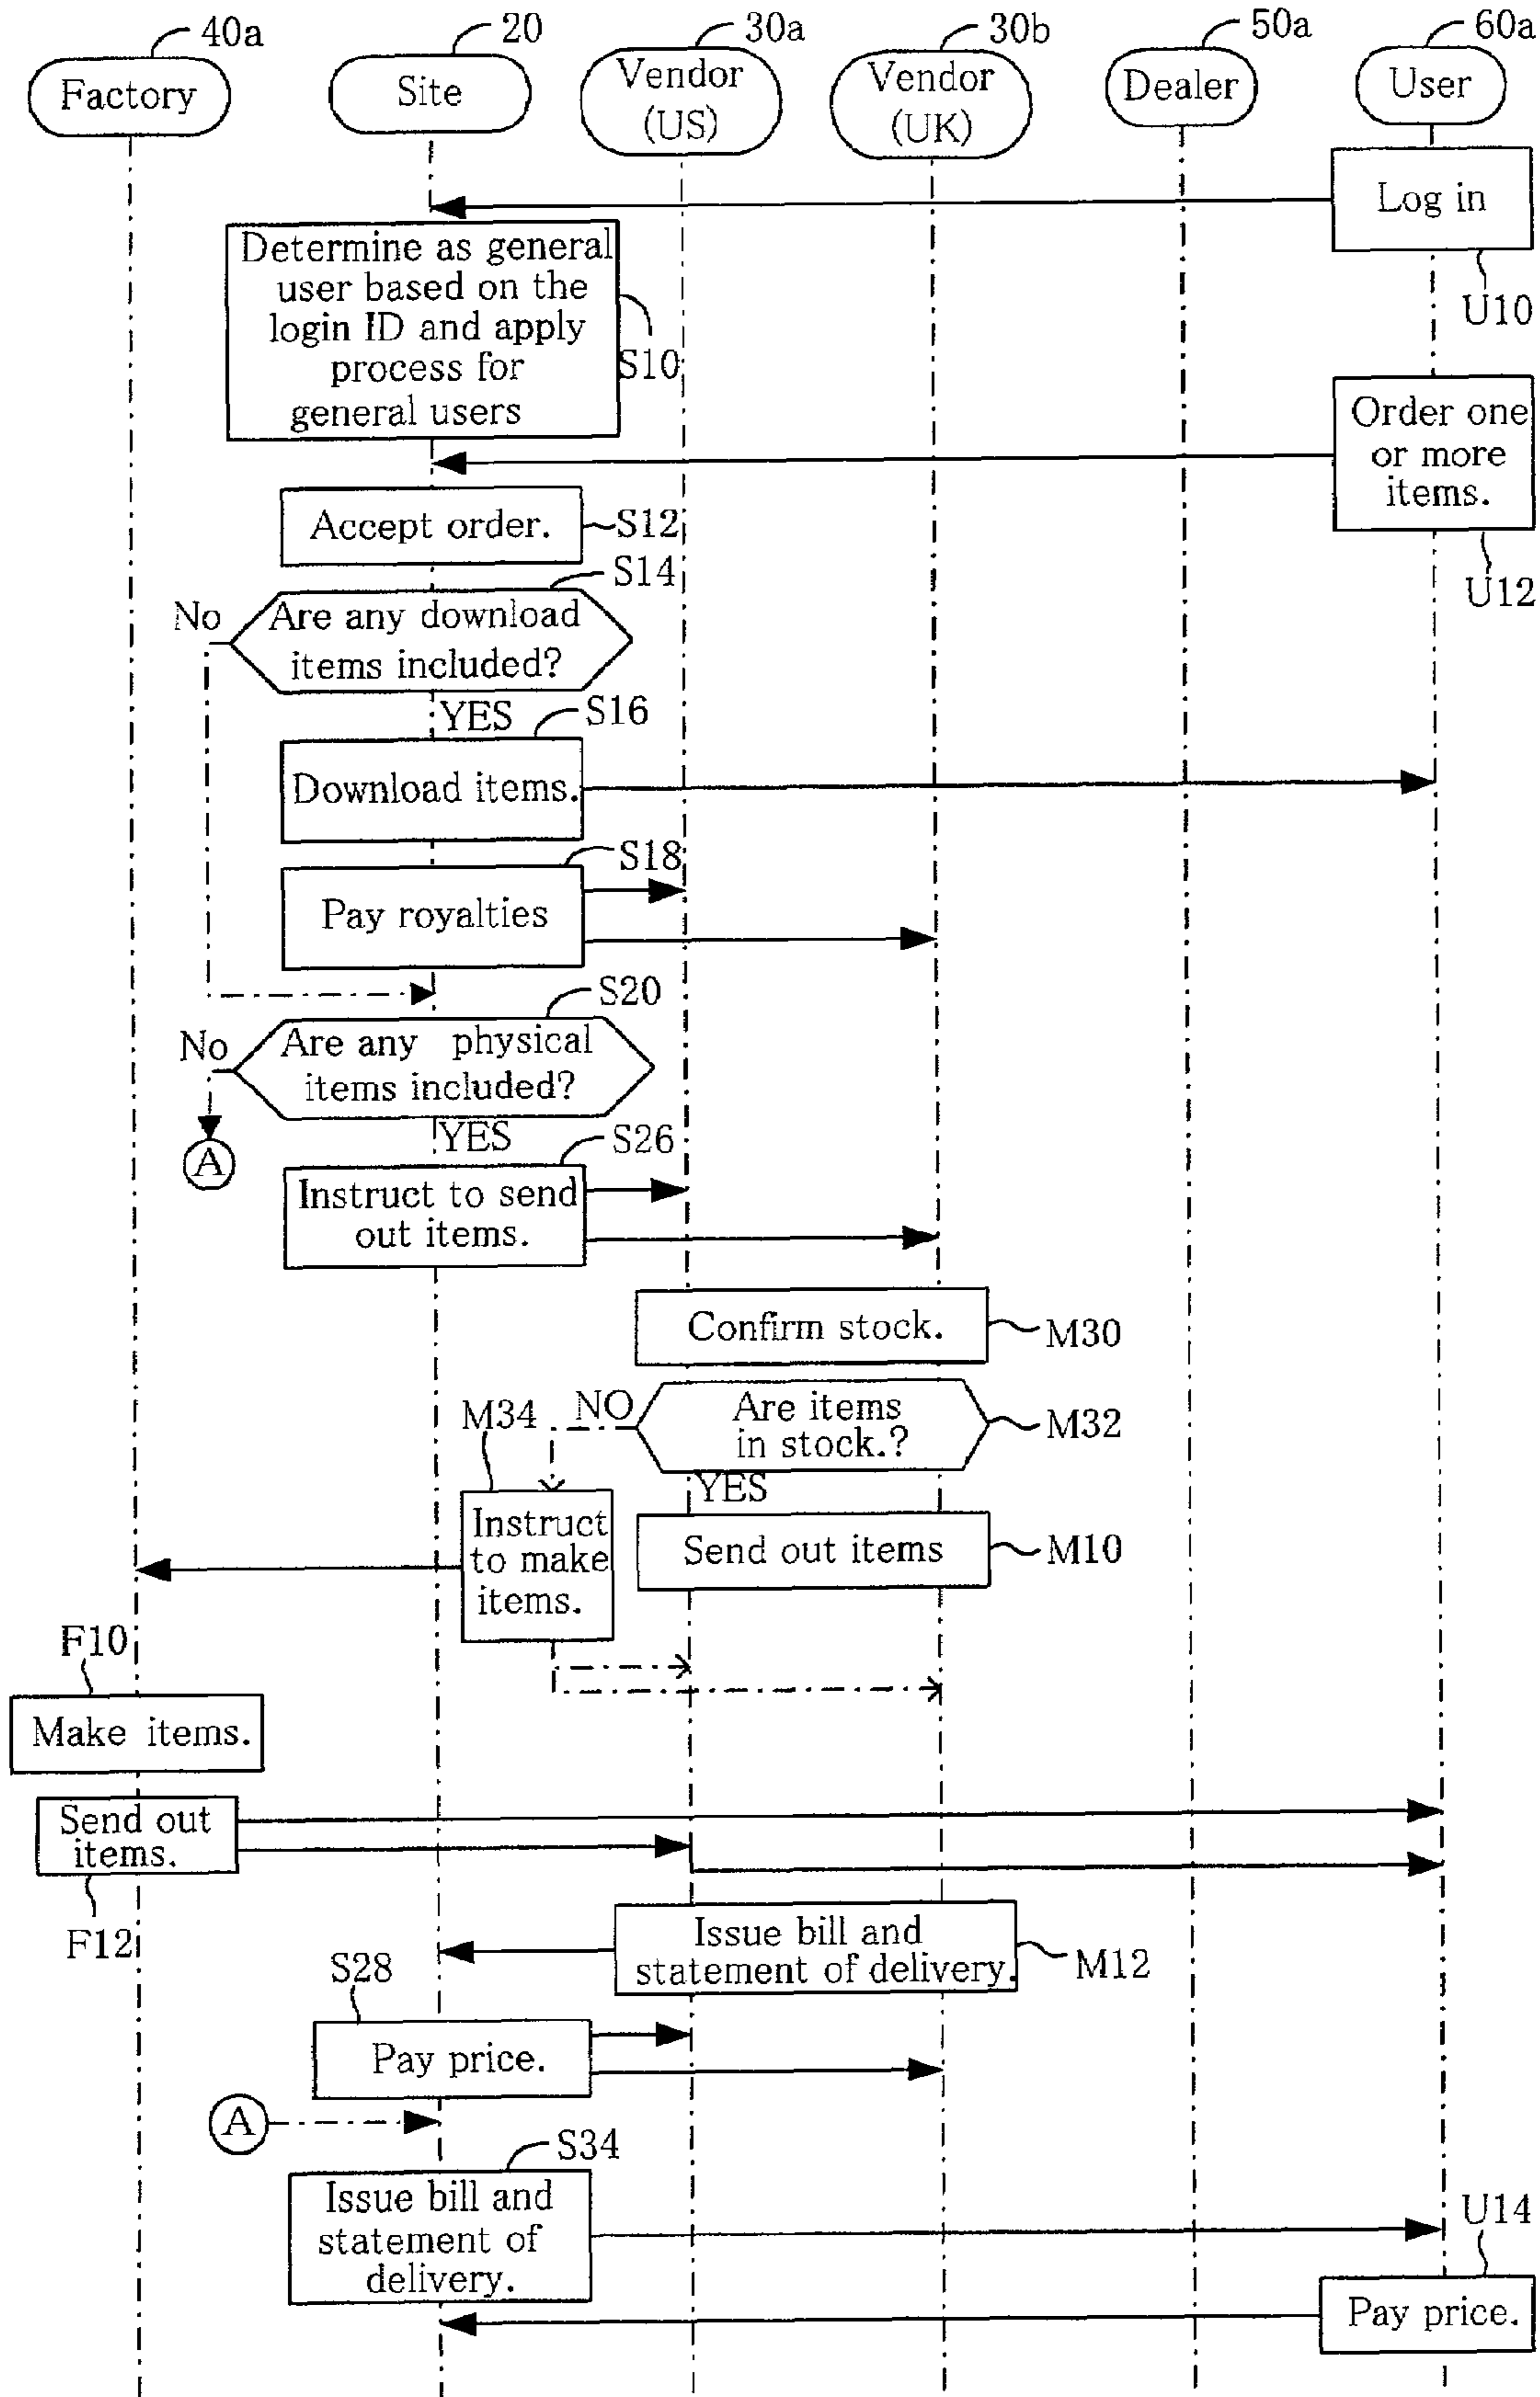 40a
20
30a
30b
50a
60a
Factory
Site
Vendor
(US)
Vendor
(UK)
Dealer
User
Log in
U10
Determine as general
user based on the
login ID and apply
process for
general users
S10
Order one
or more
items.
U12
Accept order.
S12
S14
No
Are any download
items included?
YES
S16
Download items.
S18
Pay royalties
S20
No
Are any physical
items included?
A
YES
S26
Instruct to send
out items.
Confirm stock.
M30
M34
NO
Are items
in stock.?
M32
YES
Instruct
to make
items.
Send out items
M10
F10
Make items.
Send out
items.
F12
Issue bill and
statement of delivery.
M12
S28
Pay price.
A
S34
Issue bill and
statement of
delivery.
U14
Pay price.